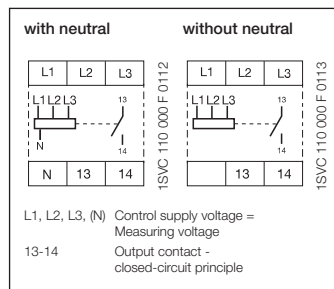 with neutral
without neutral
L1 L2 L3
L1 L2 L3
13
N
14
N 13 14
1SVC 110 000 F 0112
L1 L2 L3
L1 L2 L3
13
14
13 14
1SVC 110 000 F 0113
L1, L2, L3, (N) Control supply voltage =
Measuring voltage
13-14 Output contact -
closed-circuit principle